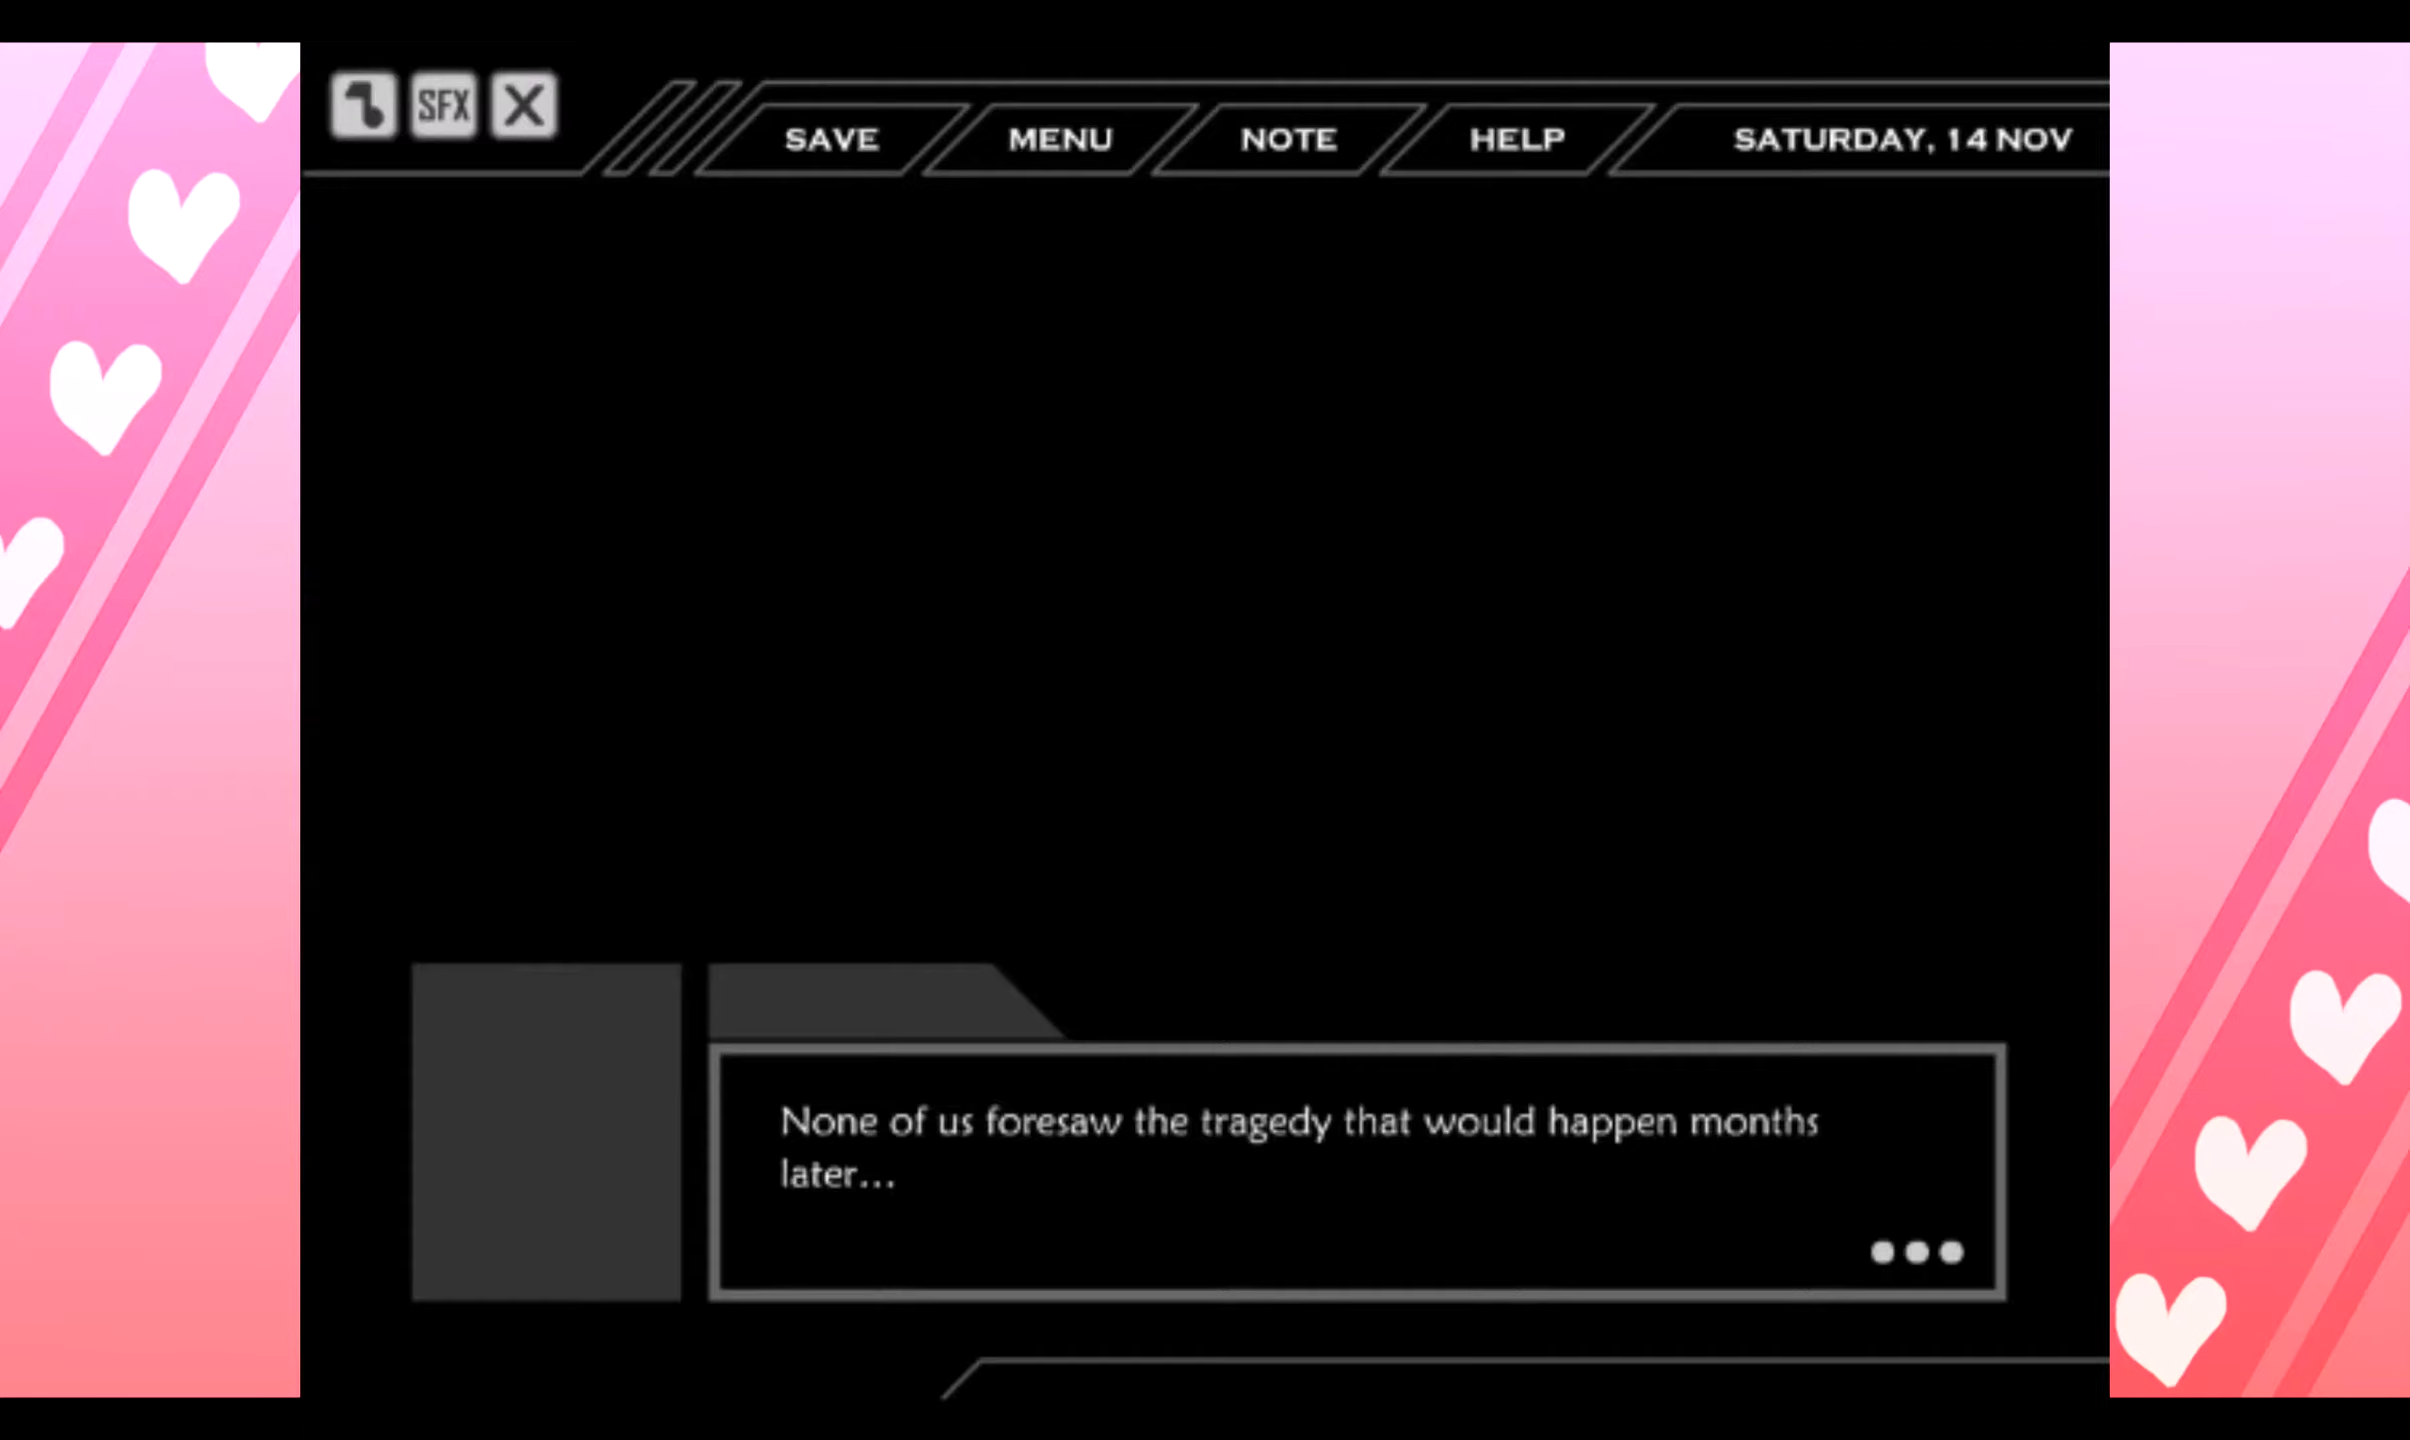 SFX X
SAVE MENU NOTE HELP SATURDAY, 14 NOV
None of us foresaw the tragedy that would happen months
later...